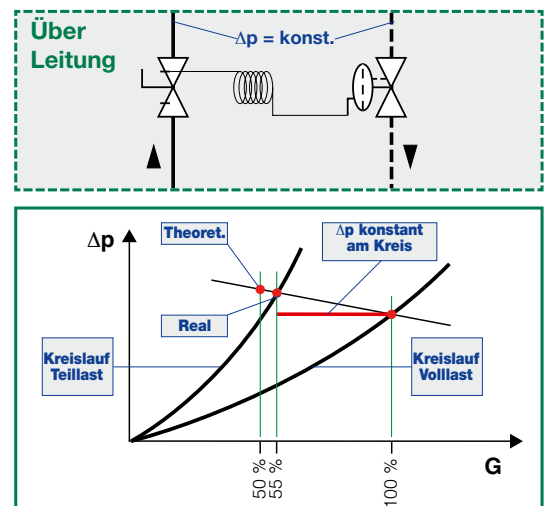 Über
Leitung
Δp = konst.
Δp
Theoret.
Δp konstant
am Kreis
Real
Kreislauf
Teillast
Kreislauf
Volllast
50 %
55 %
100 %
G